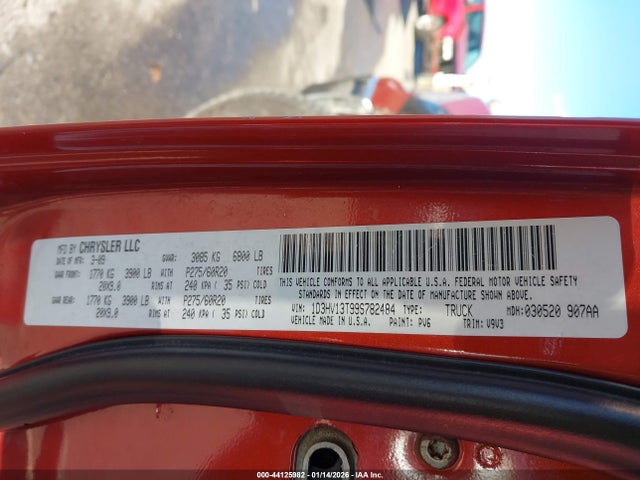 MFD BY CHRYSLER LLC
DATE OF MFR. 3-09 GVWR: 3085 KG 6800 LB
GAWR FRONT: 1770 KG 3900 LB WITH P275/60R20 TIRES
20X9.0 RIMS AT 240 KPA ( 35 PSI) COLD
GAWR REAR: 1770 KG 3900 LB WITH P275/60R20 TIRES
20X9.0 RIMS AT 240 KPA ( 35 PSI) COLD
THIS VEHICLE CONFORMS TO ALL APPLICABLE U.S.A. FEDERAL MOTOR VEHICLE SAFETY
STANDARDS IN EFFECT ON THE DATE OF MANUFACTURE SHOWN ABOVE.
VIN: 1D3HV13T99S782484 TYPE: TRUCK MDH: 030520 907AA
VEHICLE MADE IN U.S.A. PAINT: PV6 TRIM: V9V3
000-44125982 - 01/14/2026 - IAA Inc.